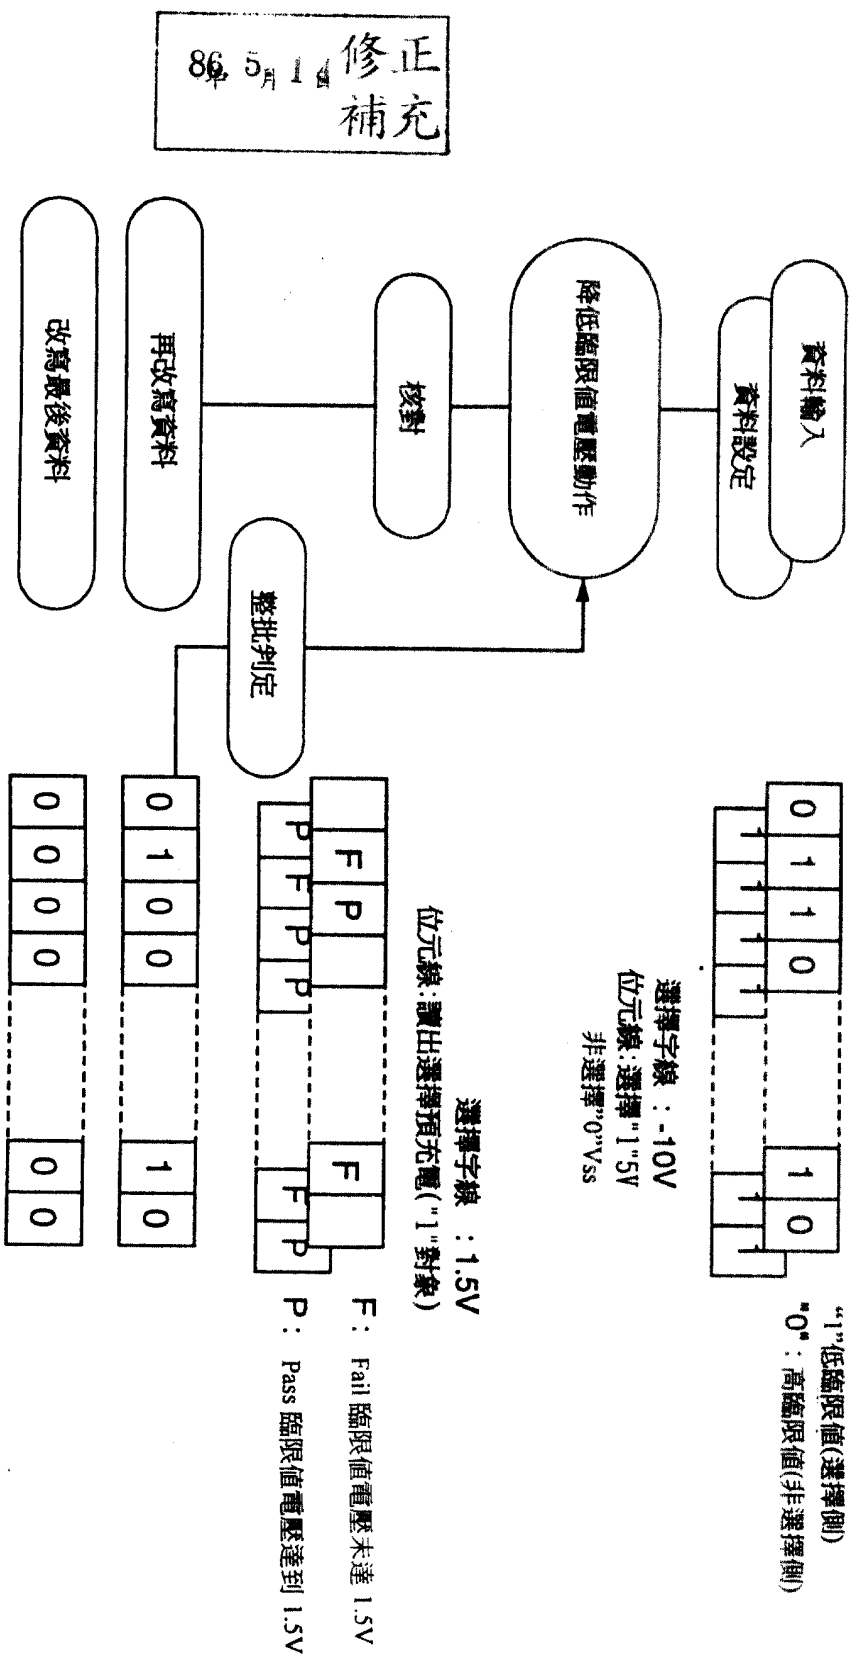 86年 5月 1 日 修正
補充
資料輸入
資料設定
降低臨限值電壓動作
核對
整批判定
再改寫資料
改寫最後資料
0 1 1 0 1 0
1 1 1 1 1 1
"1"低臨限值(選擇側)
"0"：高臨限值(非選擇側)
選擇字線：-10V
位元線：選擇"1"5V
非選擇"0"Vss
選擇字線：1.5V
位元線：讀出選擇預充電("1"對象)
F P F
P F P P F P
F： Fail 臨限值電壓未達 1.5V
P： Pass 臨限值電壓達到 1.5V
0 1 0 0 1 0
0 0 0 0 0 0